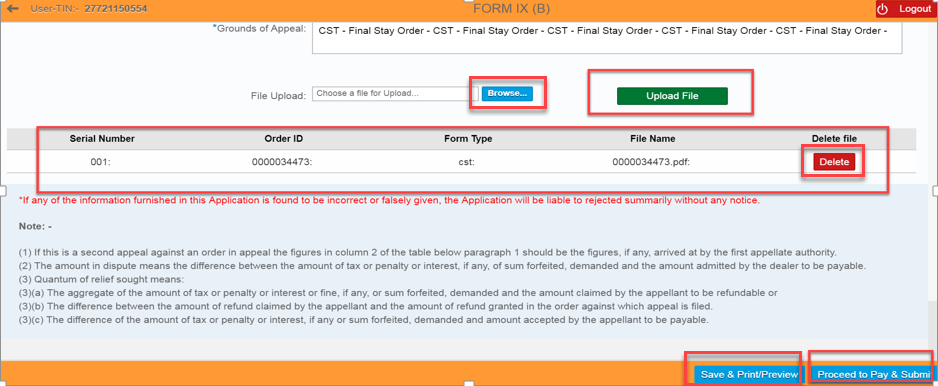 User-TIN:- 27721150554
FORM IX (B)
Logout
*Grounds of Appeal:
CST - Final Stay Order - CST - Final Stay Order - CST - Final Stay Order - CST - Final Stay Order - CST - Final Stay Order -
File Upload:
Choose a file for Upload...
Browse...
Upload File
Serial Number Order ID Form Type File Name Delete file
001: 0000034473: cst: 0000034473.pdf: Delete
*If any of the information furnished in this Application is found to be incorrect or falsely given, the Application will be liable to rejected summarily without any notice.
Note: -
(1) If this is a second appeal against an order in appeal the figures in column 2 of the table below paragraph 1 should be the figures, if any, arrived at by the first appellate authority.
(2) The amount in dispute means the difference between the amount of tax or penalty or interest, if any, of sum forfeited, demanded and the amount admitted by the dealer to be payable.
(3) Quantum of relief sought means:
(3)(a) The aggregate of the amount of tax or penalty or interest or fine, if any, or sum forfeited, demanded and the amount claimed by the appellant to be refundable or
(3)(b) The difference between the amount of refund claimed by the appellant and the amount of refund granted in the order against which appeal is filed.
(3)(c) The difference of the amount of tax or penalty or interest, if any or sum forfeited, demanded and amount accepted by the appellant to be payable.
Save & Print/Preview
Proceed to Pay & Submi